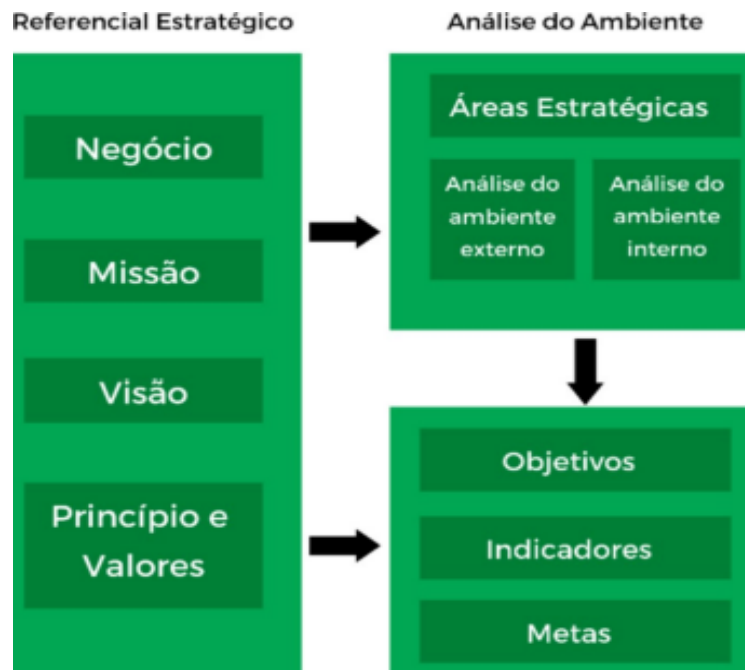 Referencial Estratégico
Negócio
Missão
Visão
Princípio e
Valores
Análise do Ambiente
Áreas Estratégicas
Análise do
ambiente
externo
Análise do
ambiente
interno
Objetivos
Indicadores
Metas